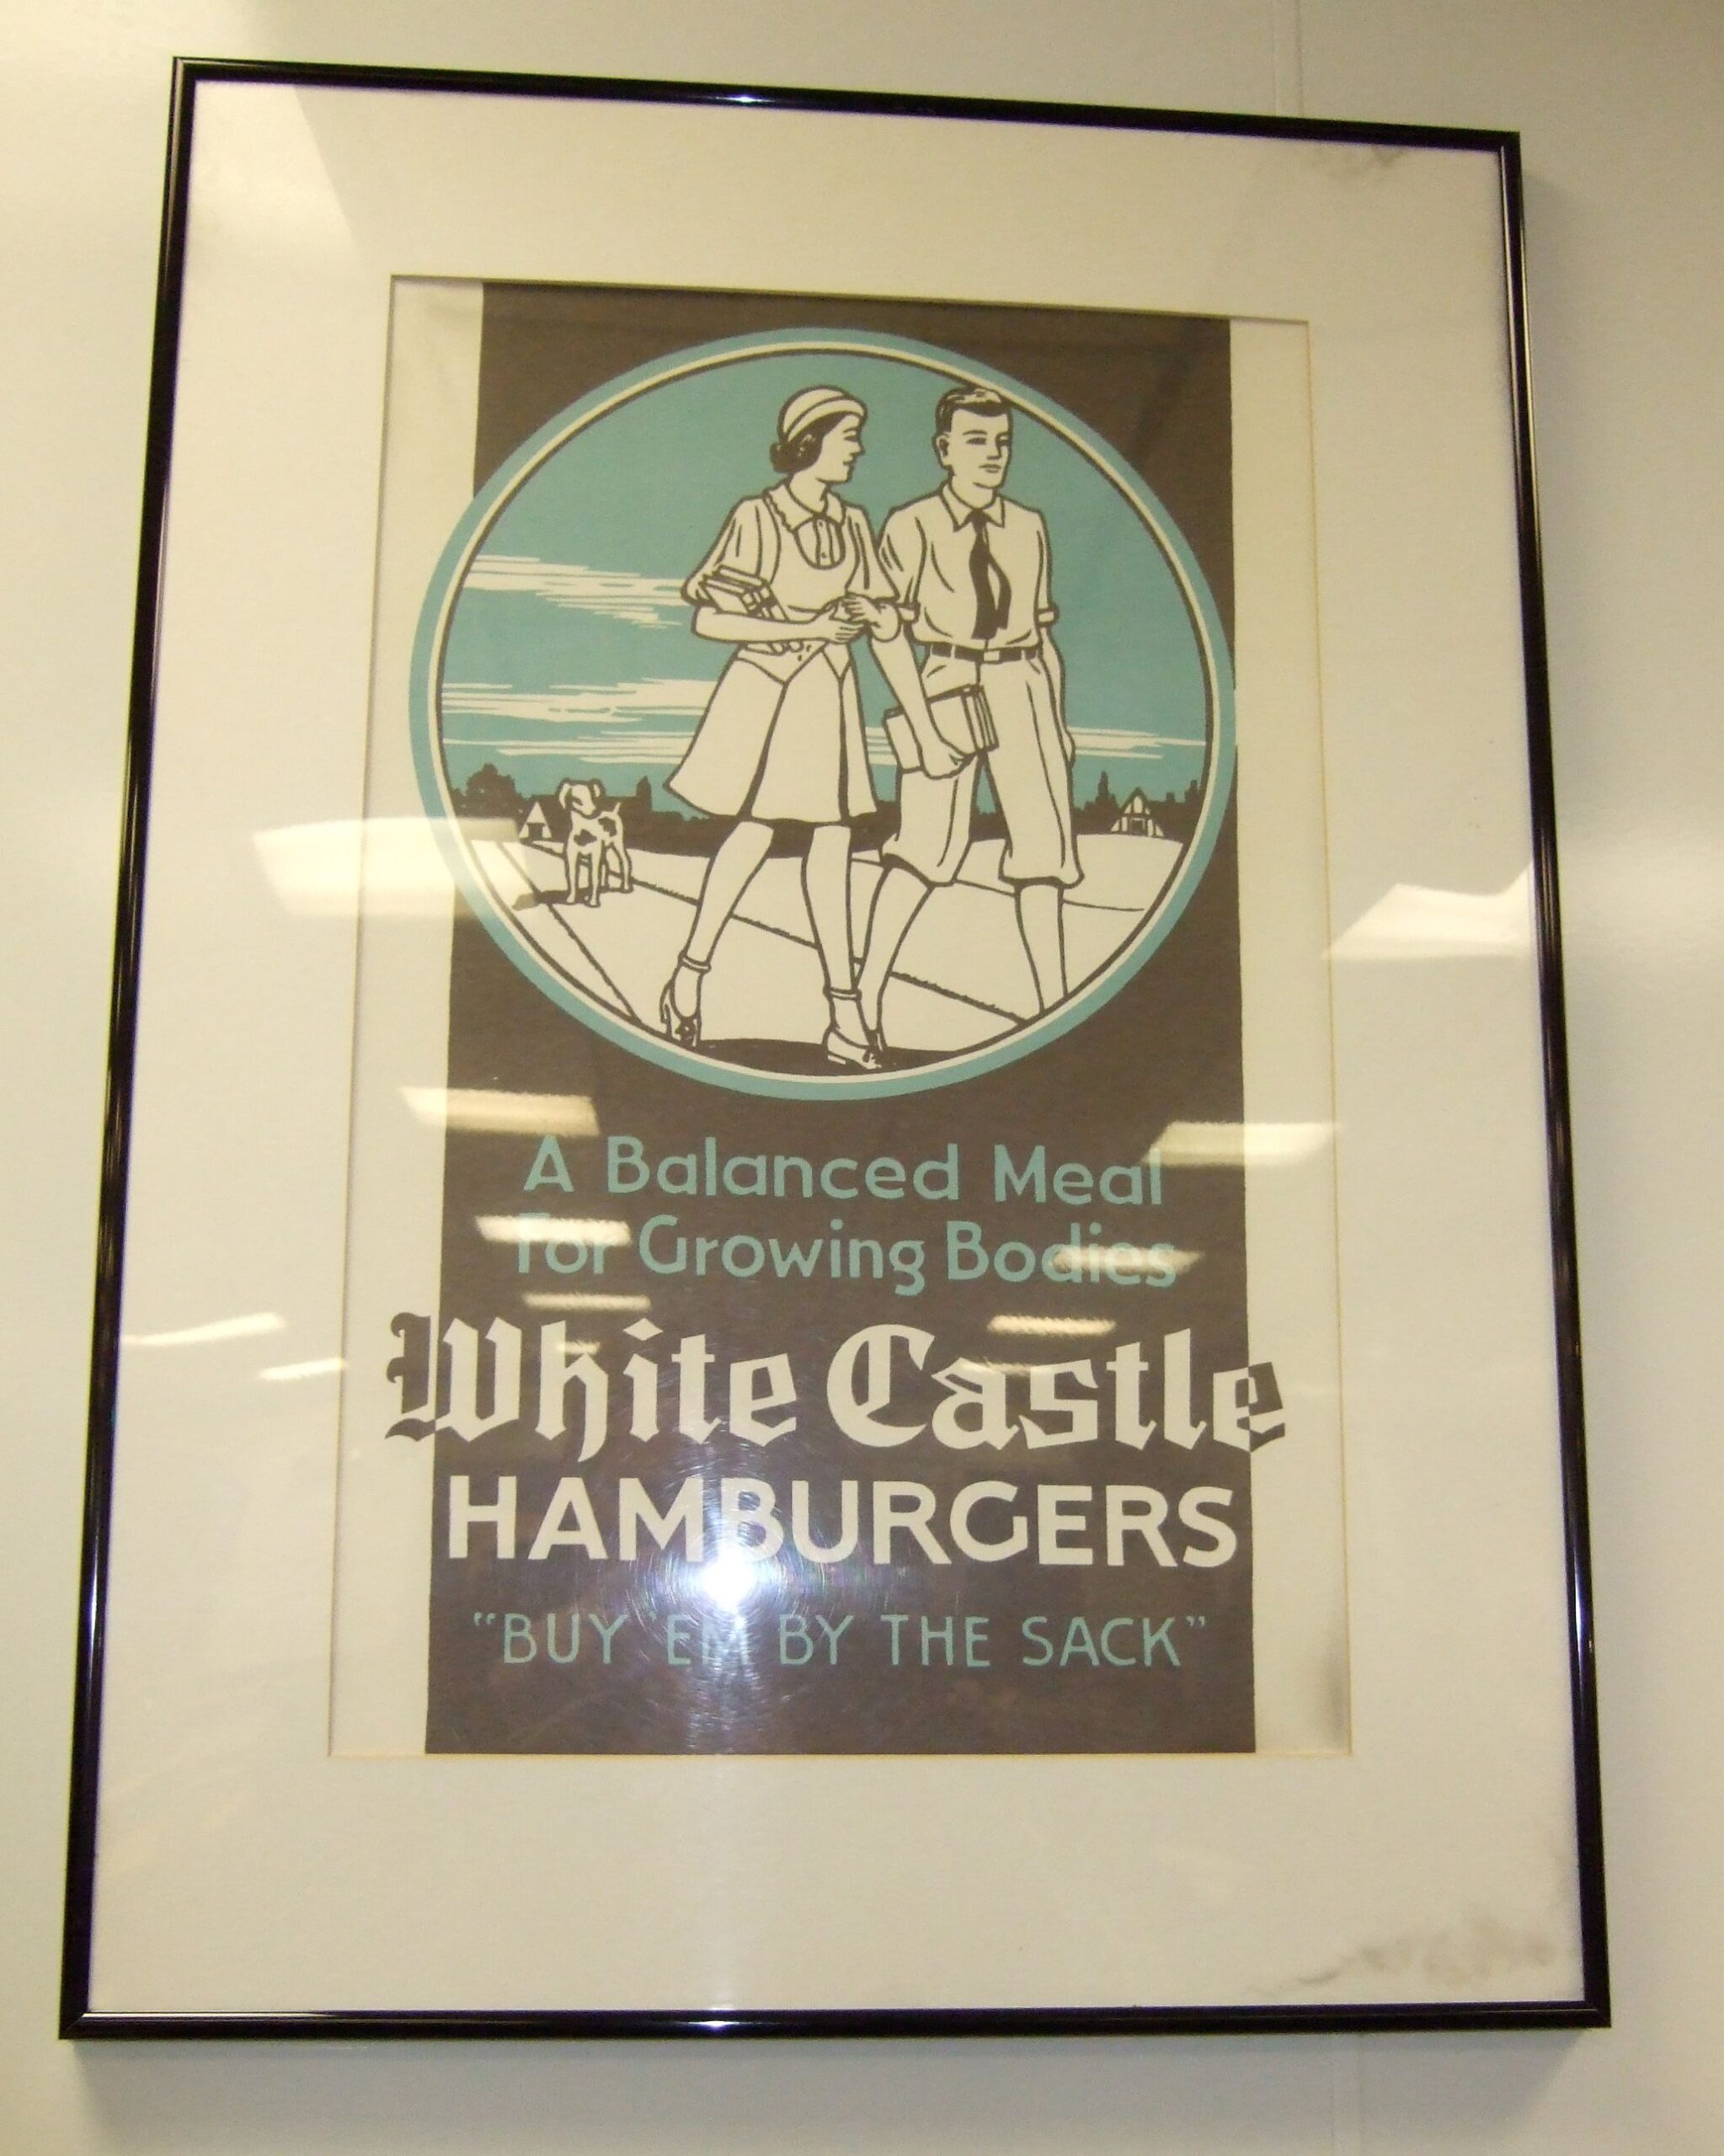 A Balanced Meal
For Growing Bodies
White Castle
HAMBURGERS
"BUY 'EM BY THE SACK"